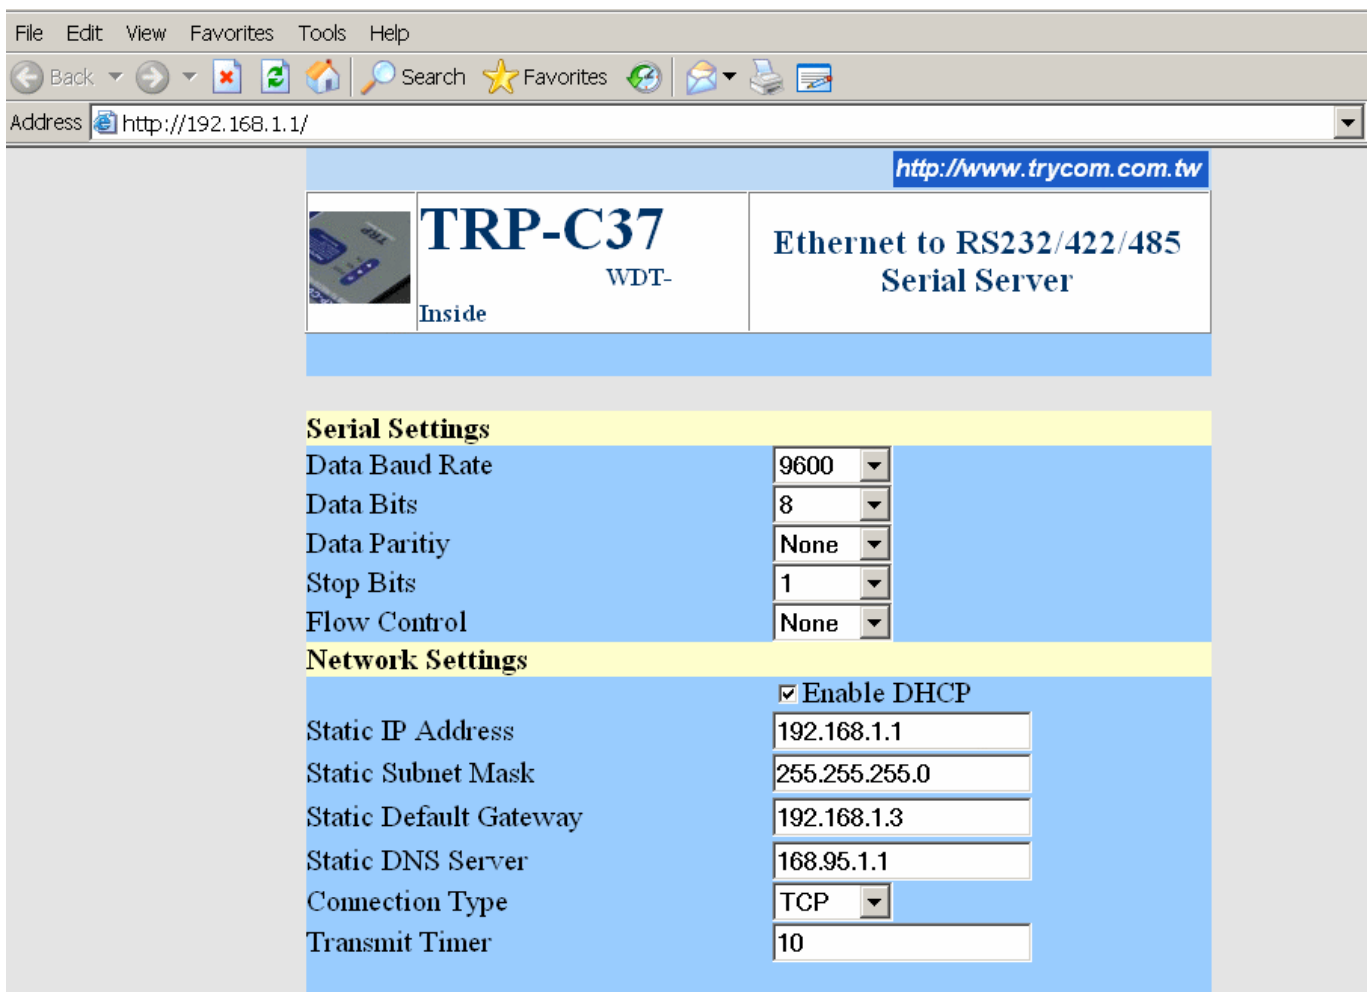 File Edit View Favorites Tools Help
Back Search Favorites
Address http://192.168.1.1/
http://www.trycom.com.tw
TRP
TRP-C37
WDT-
Inside
Ethernet to RS232/422/485
Serial Server
Serial Settings
Data Baud Rate 9600
Data Bits 8
Data Paritiy None
Stop Bits 1
Flow Control None
Network Settings
Enable DHCP
Static IP Address 192.168.1.1
Static Subnet Mask 255.255.255.0
Static Default Gateway 192.168.1.3
Static DNS Server 168.95.1.1
Connection Type TCP
Transmit Timer 10